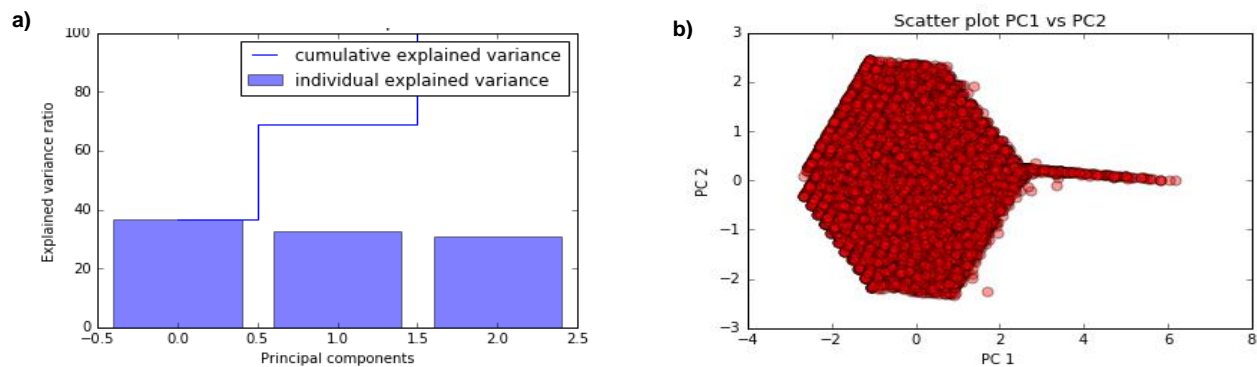 a)
100
80
60
40
20
0
Explained variance ratio
cumulative explained variance
individual explained variance
−0.5 0.0 0.5 1.0 1.5 2.0 2.5
Principal components
b)
Scatter plot PC1 vs PC2
3
2
1
0
−1
−2
−3
PC 2
−4 −2 0 2 4 6 8
PC 1